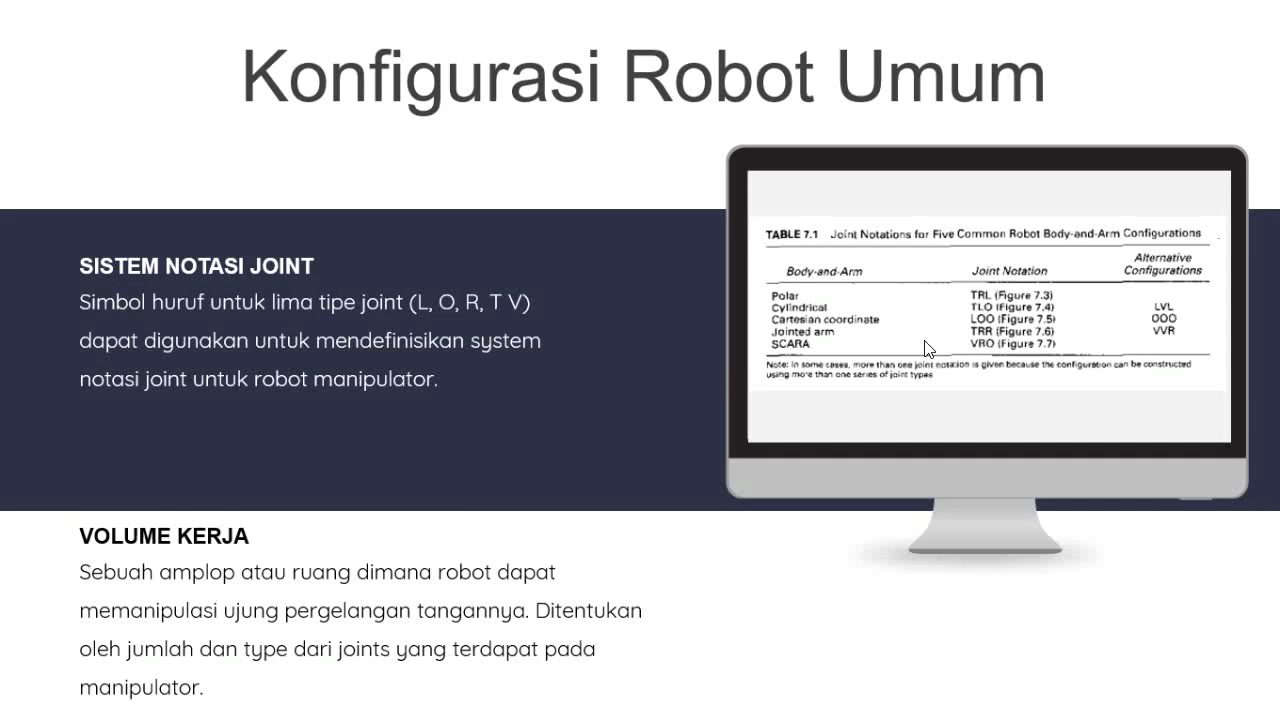 Konfigurasi Robot Umum
SISTEM NOTASI JOINT
Simbol huruf untuk lima tipe joint (L, O, R, T V)
dapat digunakan untuk mendefinisikan system
notasi joint untuk robot manipulator.
VOLUME KERJA
Sebuah amplop atau ruang dimana robot dapat
memanipulasi ujung pergelangan tangannya. Ditentukan
oleh jumlah dan type dari joints yang terdapat pada
manipulator.
TABLE 7.1 Joint Notations for Five Common Robot Body-and-Arm Configurations
Body-and-Arm Joint Notation Alternative Configurations
Polar TRL (Figure 7.3)
Cylindrical TLO (Figure 7.4) LVL
Cartesian coordinate LOO (Figure 7.5) OOO
Jointed arm TRR (Figure 7.6) VVR
SCARA VRO (Figure 7.7)
Note: In some cases, more than one joint notation is given because the configuration can be constructed
using more than one series of joint types